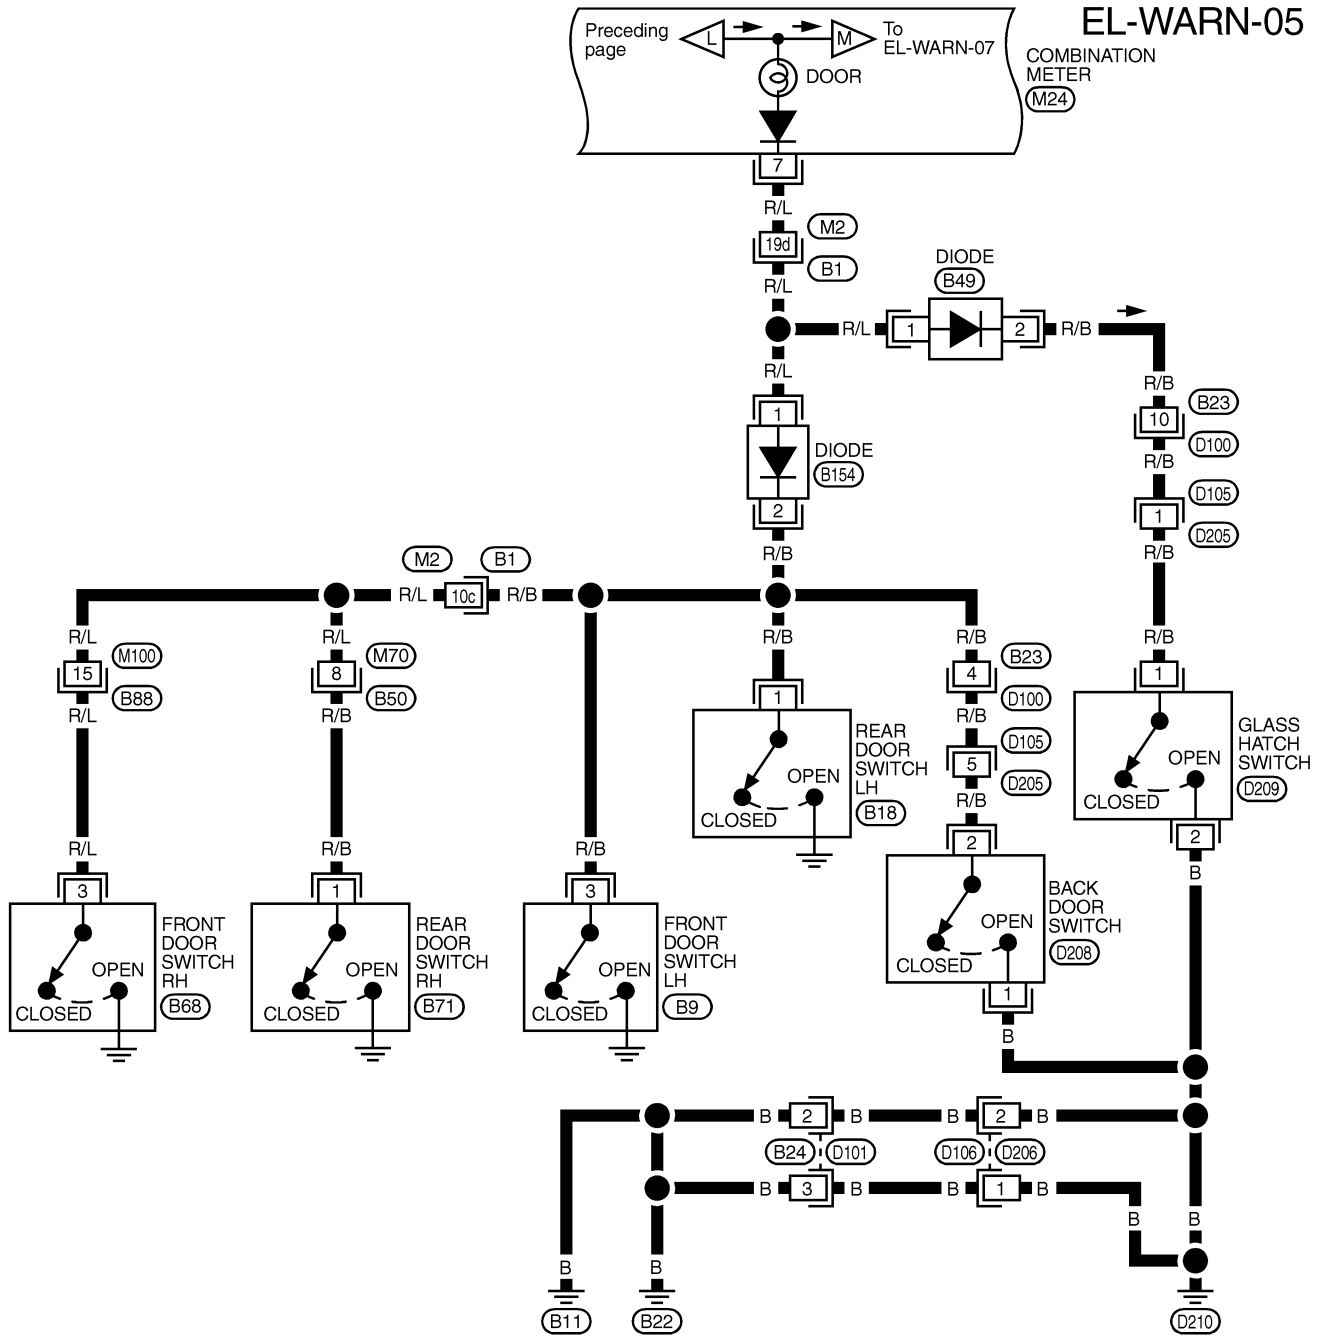 EL-WARN-05
Preceding
page
L
M
To
EL-WARN-07
DOOR
COMBINATION
METER
M24
7
R/L
19d
M2
B1
R/L
DIODE
B49
R/L
1
2
R/B
R/L
R/B
1
10
B23
D100
DIODE
B154
R/B
2
1
D105
D205
R/B
R/B
M2
B1
R/L
10c
R/B
R/L
R/L
R/B
R/B
R/B
15
M100
B88
8
M70
B50
4
B23
D100
1
1
R/L
R/B
R/B
5
D105
D205
REAR
DOOR
SWITCH
LH
B18
OPEN
CLOSED
GLASS
HATCH
SWITCH
D209
OPEN
CLOSED
R/B
2
2
R/L
R/B
R/B
B
3
1
3
FRONT
DOOR
SWITCH
RH
B68
OPEN
CLOSED
REAR
DOOR
SWITCH
RH
B71
OPEN
CLOSED
FRONT
DOOR
SWITCH
LH
B9
OPEN
CLOSED
BACK
DOOR
SWITCH
D208
OPEN
CLOSED
1
B
B
2
B
B
2
B
B24
D101
D106
D206
B
3
B
B
1
B
B
B
B
B
B11
B22
D210